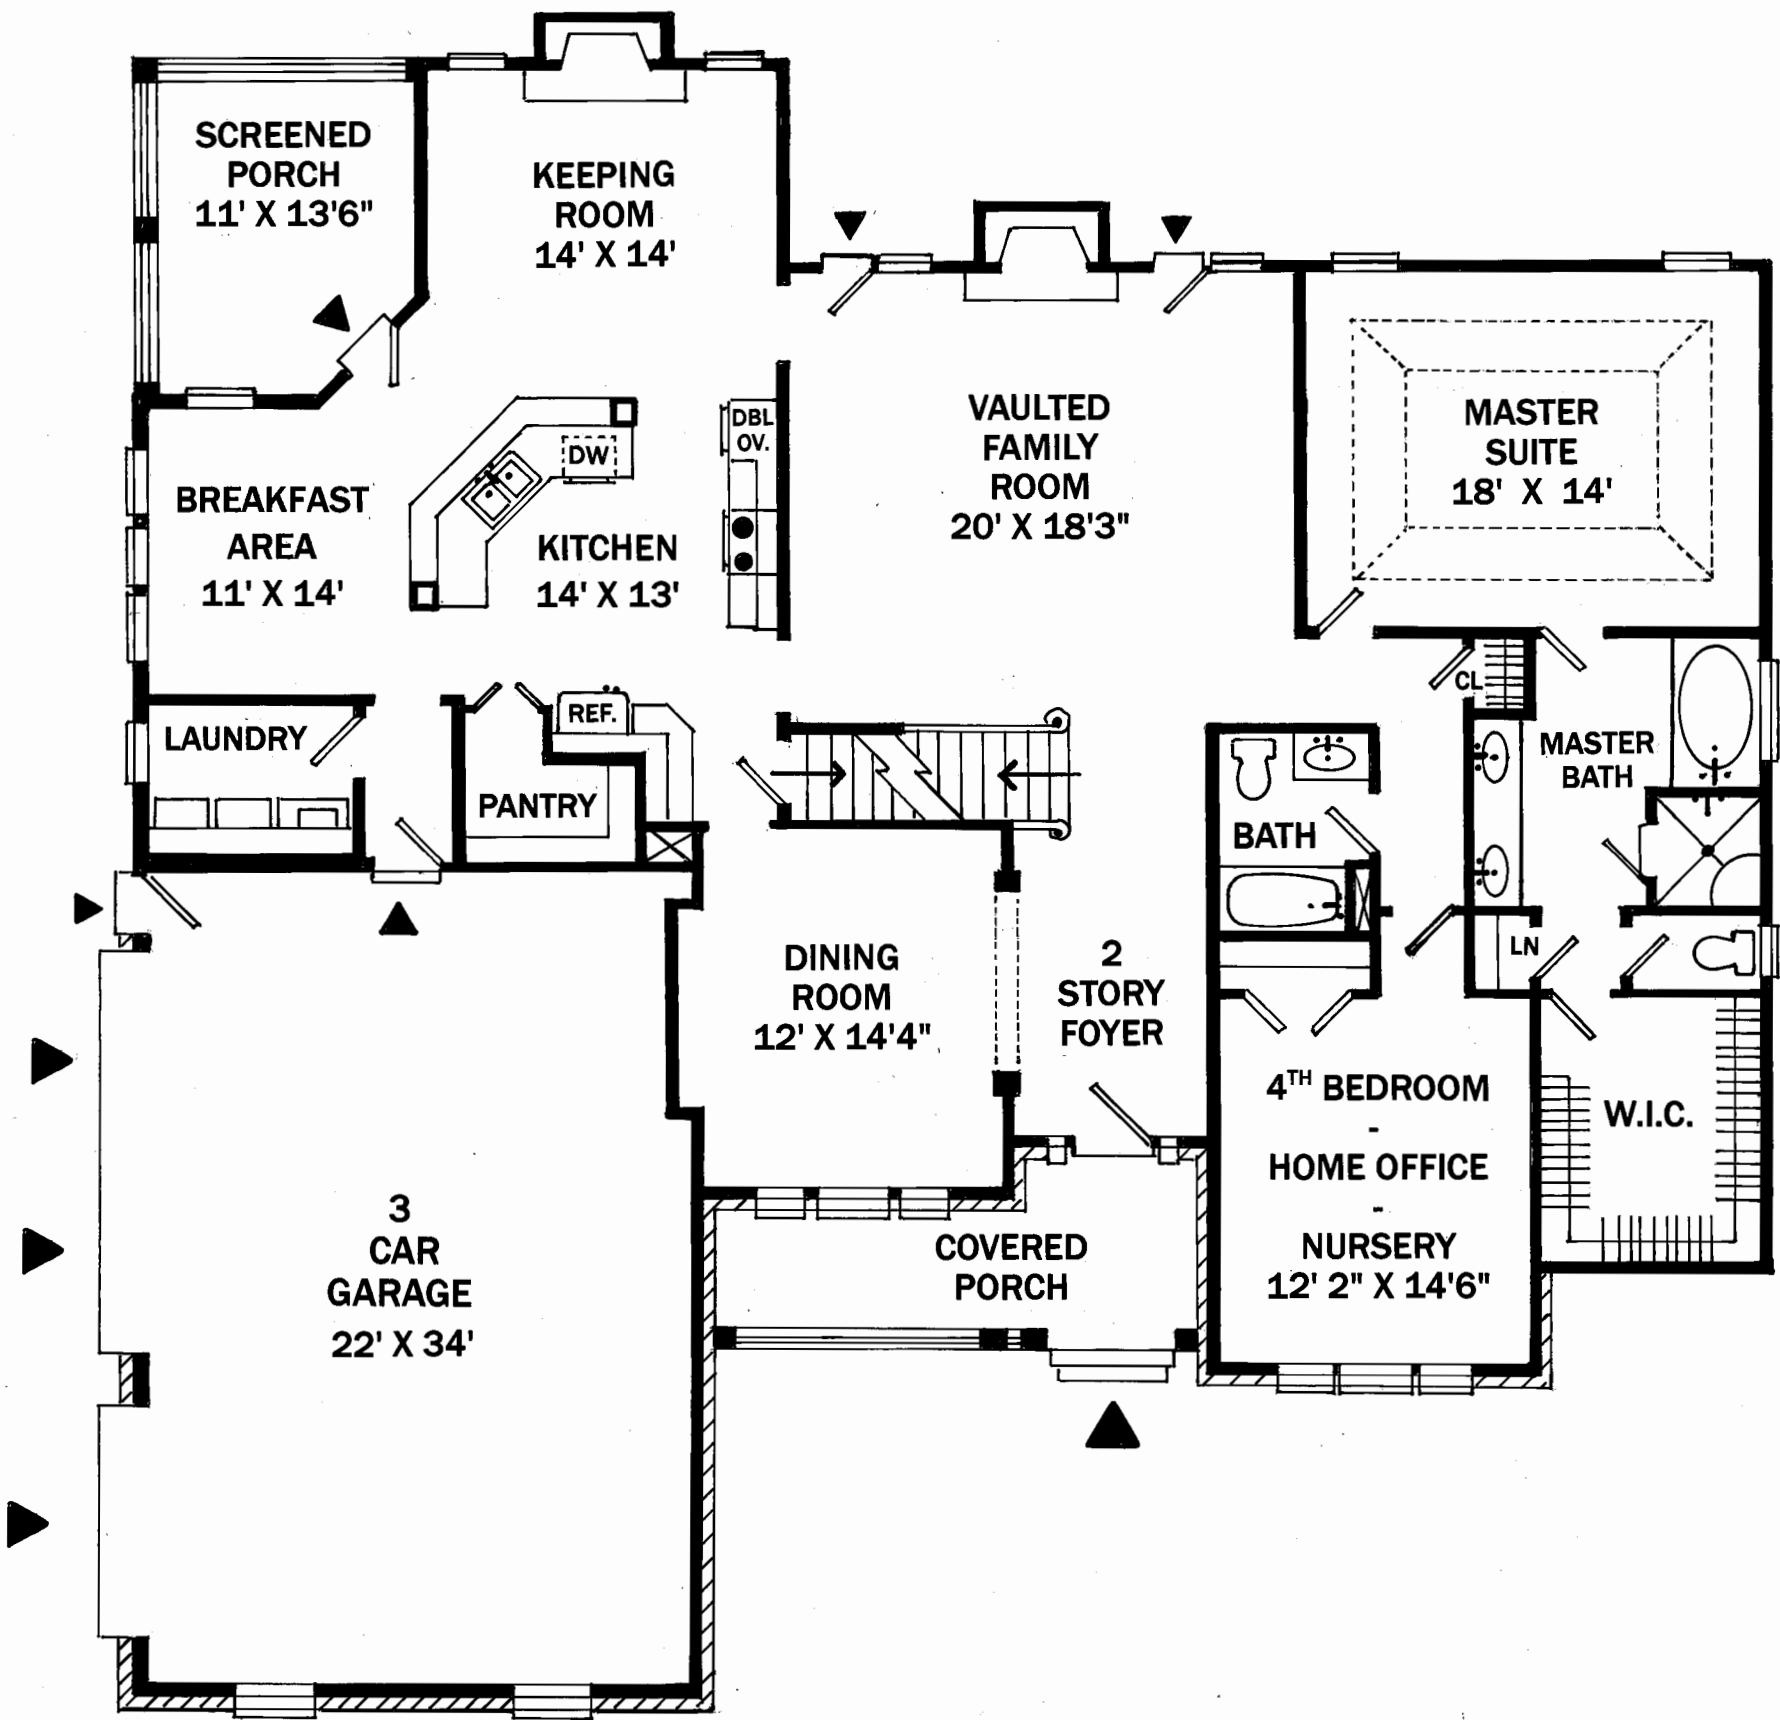 SCREENED
PORCH
11' X 13'6"
KEEPING
ROOM
14' X 14'
VAULTED
FAMILY
ROOM
20' X 18'3"
MASTER
SUITE
18' X 14'
DBL
OV.
DW
BREAKFAST
AREA
11' X 14'
KITCHEN
14' X 13'
CL
LAUNDRY
REF.
PANTRY
MASTER
BATH
BATH
LN
DINING
ROOM
12' X 14'4"
2
STORY
FOYER
4TH BEDROOM
-
HOME OFFICE
-
NURSERY
12' 2" X 14'6"
W.I.C.
3
CAR
GARAGE
22' X 34'
COVERED
PORCH